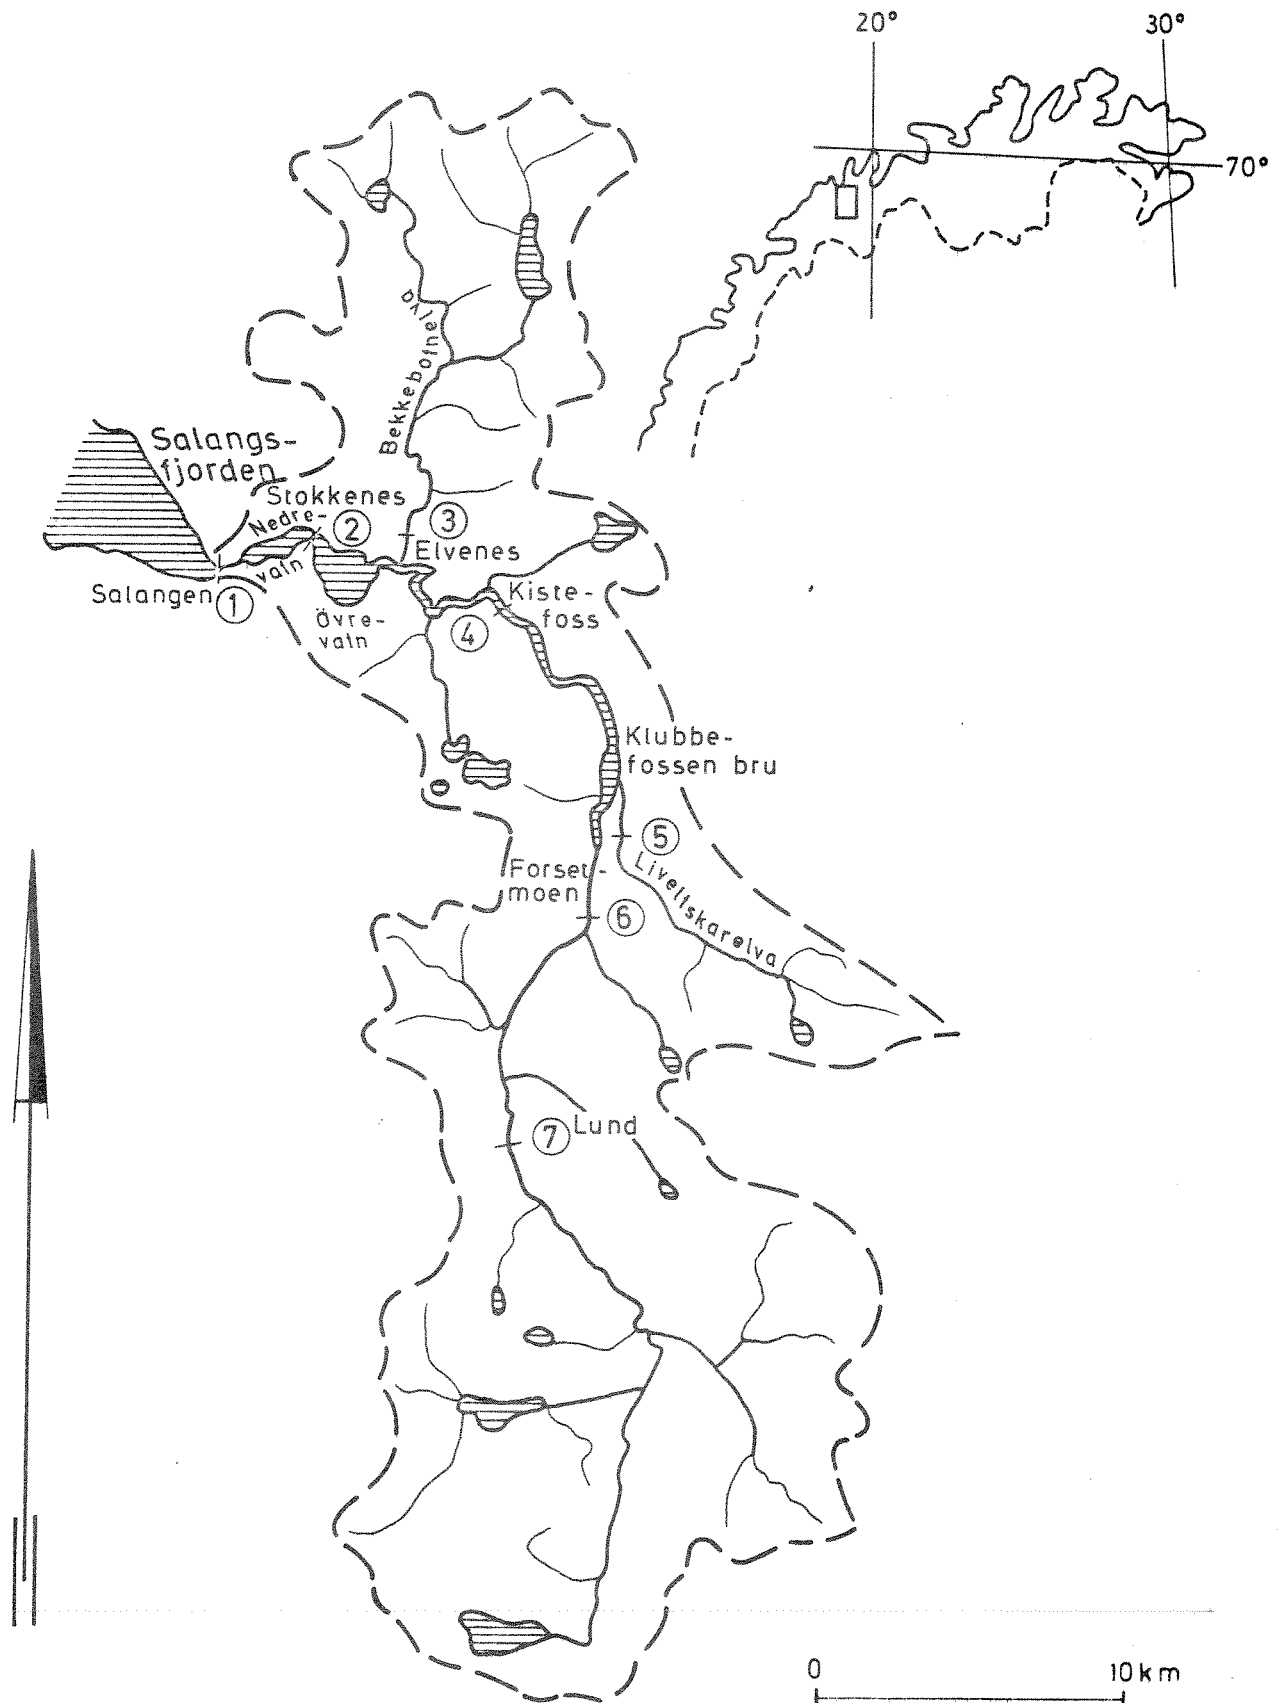 20°
30°
70°
Bekkebotnelva
Salangs-
fjorden
Stokkenes
Nedre-
vatn
2
3
Elvenes
Salangen
1
Övre-
vatn
Kiste-
foss
4
Klubbe-
fossen bru
5
Forset-
moen
Liveltskarelva
6
7
Lund
0
10 km